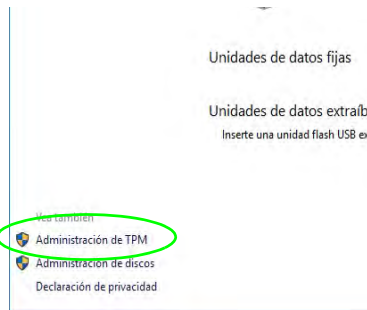 Unidades de datos fijas
Unidades de datos extraíb
Inserte una unidad flash USB ex
Vea también
Administración de TPM
Administración de discos
Declaración de privacidad